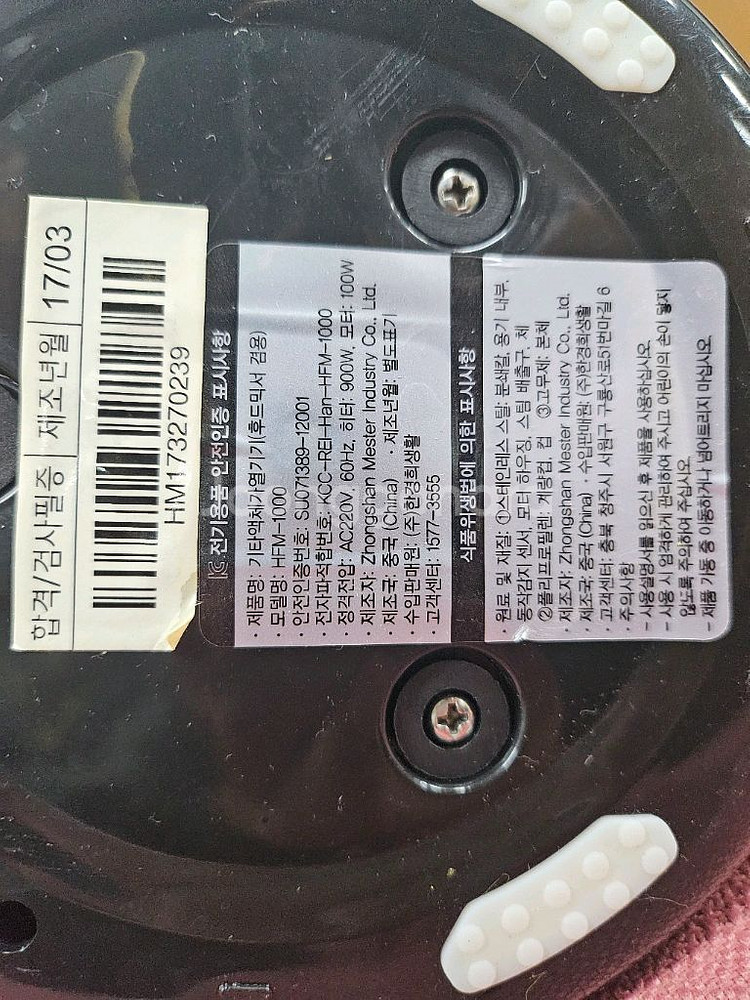 합격/검사필증 제조년월 17/03
HM173270239
전기용품 안전인증 표시사항
· 제품명: 기타액체가열기기(후드믹서 겸용)
· 모델명: HFM-1000
· 안전인증번호: SU071389-12001
· 전자파적합번호: KCC-REI-Han-HFM-1000
· 정격전압: AC220V, 60Hz, 히터: 900W, 모터: 100W
· 제조자: Zhongshan Mester Industry Co., Ltd.
· 제조국: 중국(China) · 제조년월: 별도표기
· 수입판매원: (주)한경희생활
· 고객센터: 1577-3555
식품위생법에 의한 표시사항
· 원료 및 재질: ①스테인레스 스틸: 분쇄칼, 용기 내부,
동작감지 센서, 모터 하우징, 스팀 배출구, 체
②폴리프로필렌: 계량컵, 컵 ③고무제: 본체
· 제조자: Zhongshan Mester Industry Co., Ltd.
· 제조국: 중국(China) · 수입판매원: (주)한경희생활
· 고객센터: 충북 청주시 서원구 구룡산로51번마길 6
· 주의사항
- 사용설명서를 읽으신 후 제품을 사용하십시오.
- 사용 시 엄격하게 관리하여 주시고 어린이의 손이 닿지
않도록 주의하여 주십시오.
- 제품 가동 중 이동하거나 넘어트리지 마십시오.